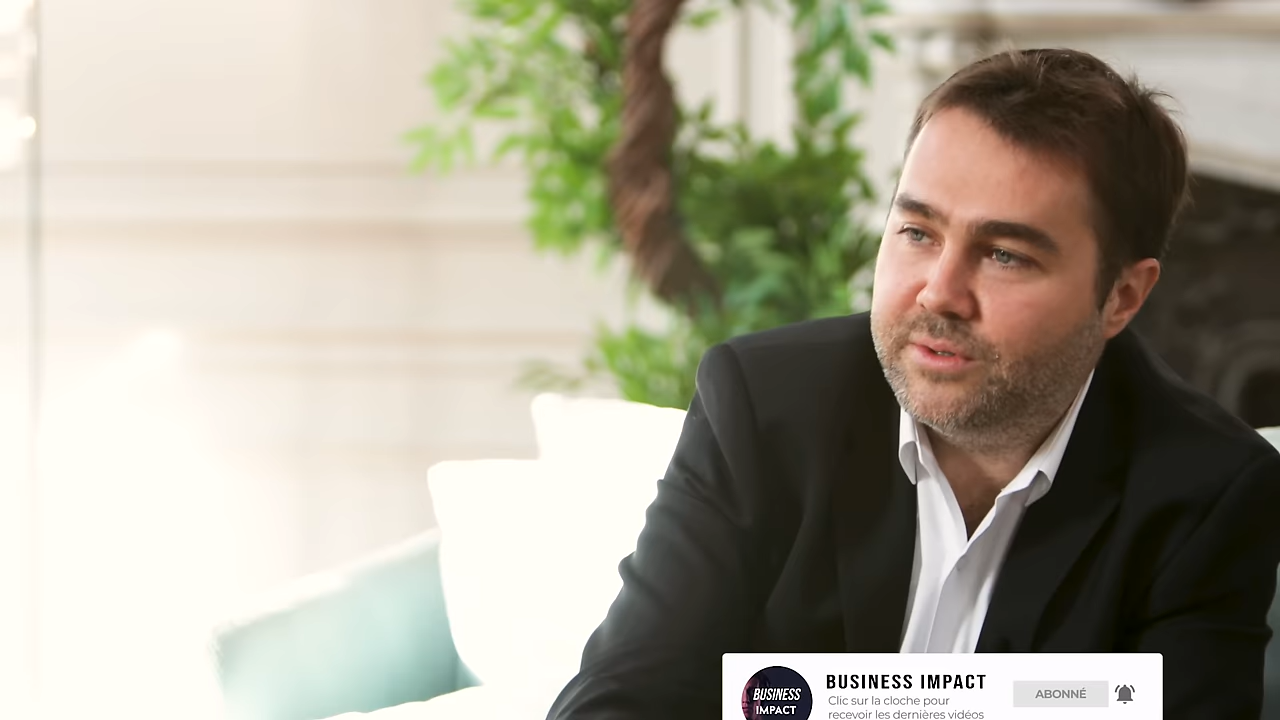 BUSINESS
IMPACT
BUSINESS IMPACT
Clic sur la cloche pour
recevoir les dernières vidéos
ABONNÉ